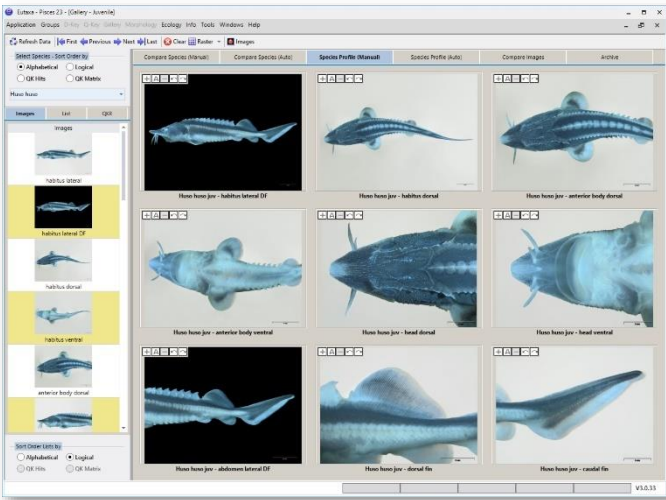 Eutaxa - Pisces 23 - [Gallery - Juvenile]
Application Groups D-Key Q-Key Gallery Morphology Ecology Info Tools Windows Help
Refresh Data First Previous Next Last Clear Raster Images
Select Species - Sort Order by
Alphabetical Logical
QK Hits QK Matrix
Huso huso
Compare Species (Manual) Compare Species (Auto) Species Profile (Manual) Species Profile (Auto) Compare Images Archive
Images List
Images
habitus lateral
habitus lateral DF
habitus dorsal
habitus ventral
anterior body dorsal
Sort Order Lists by
Alphabetical Logical
QK Hits QK Matrix
Huso huso juv - habitus lateral DF
Huso huso juv - habitus dorsal
Huso huso juv - anterior body dorsal
Huso huso juv - anterior body ventral
Huso huso juv - head dorsal
Huso huso juv - head ventral
Huso huso juv - abdomen lateral DF
Huso huso juv - dorsal fin
Huso huso juv - caudal fin
V3.0.33